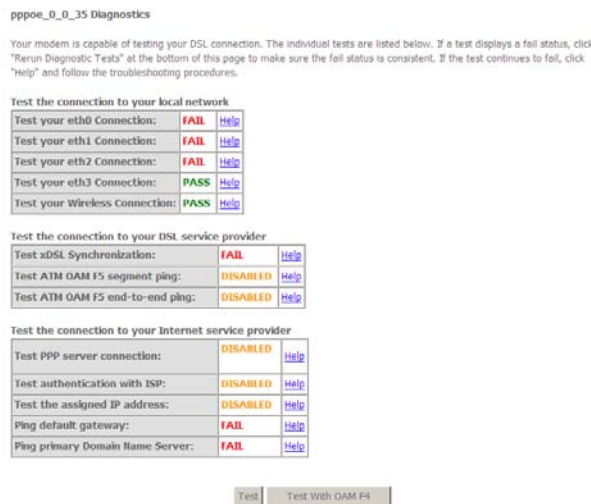 pppoe_0_0_35 Diagnostics
Your modem is capable of testing your DSL connection. The individual tests are listed below. If a test displays a fail status, click
"Rerun Diagnostic Tests" at the bottom of this page to make sure the fail status is consistent. If the test continues to fail, click
"Help" and follow the troubleshooting procedures.
Test the connection to your local network
Test your eth0 Connection: FAIL Help
Test your eth1 Connection: FAIL Help
Test your eth2 Connection: FAIL Help
Test your eth3 Connection: PASS Help
Test your Wireless Connection: PASS Help
Test the connection to your DSL service provider
Test xDSL Synchronization: FAIL Help
Test ATM OAM F5 segment ping: DISABLED Help
Test ATM OAM F5 end-to-end ping: DISABLED Help
Test the connection to your Internet service provider
Test PPP server connection: DISABLED Help
Test authentication with ISP: DISABLED Help
Test the assigned IP address: DISABLED Help
Ping default gateway: FAIL Help
Ping primary Domain Name Server: FAIL Help
Test Test With OAM F4